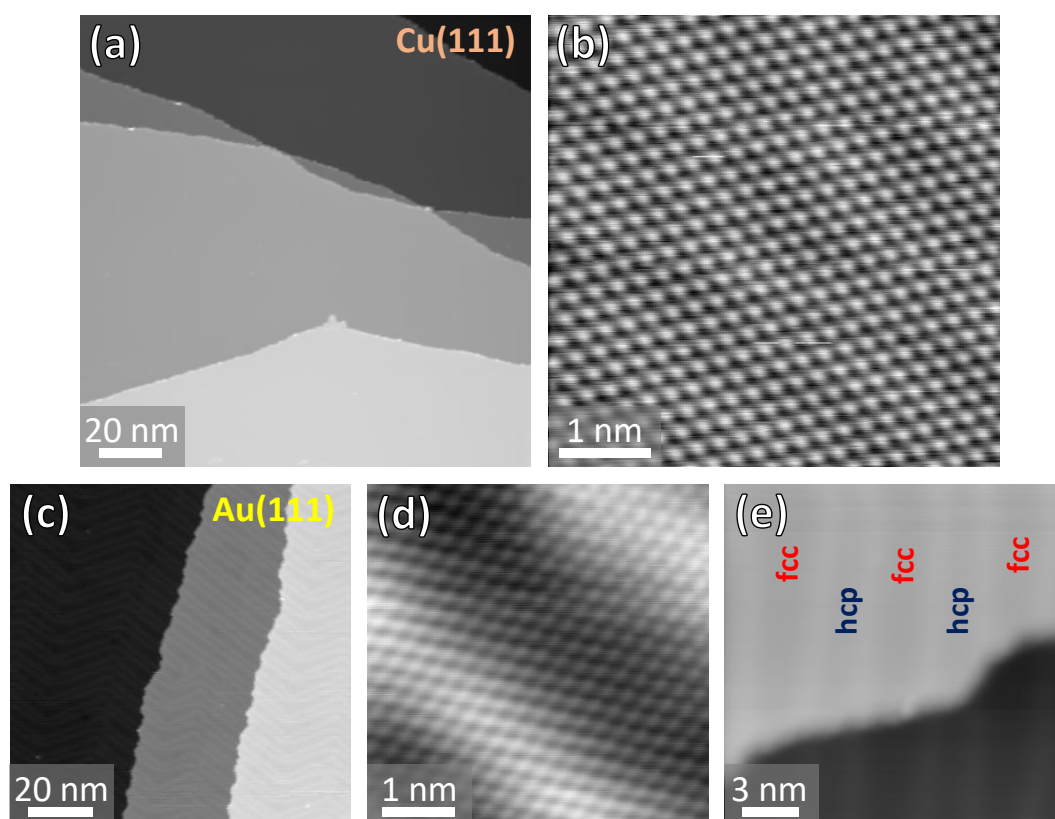 (a)
Cu(111)
20 nm
(b)
1 nm
(c)
Au(111)
20 nm
(d)
1 nm
(e)
fcc
hcp
fcc
hcp
fcc
3 nm